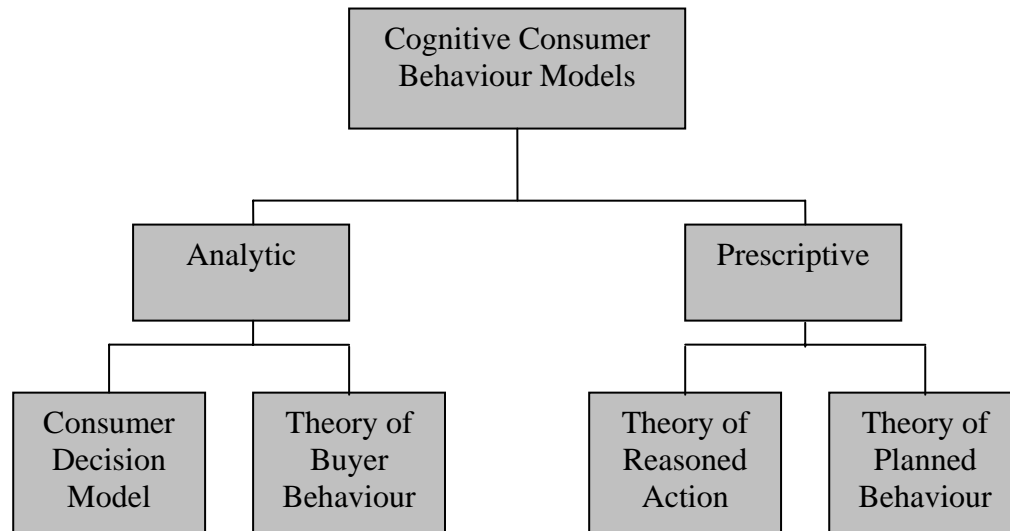 Cognitive Consumer
Behaviour Models
Analytic
Prescriptive
Consumer
Decision
Model
Theory of
Buyer
Behaviour
Theory of
Reasoned
Action
Theory of
Planned
Behaviour